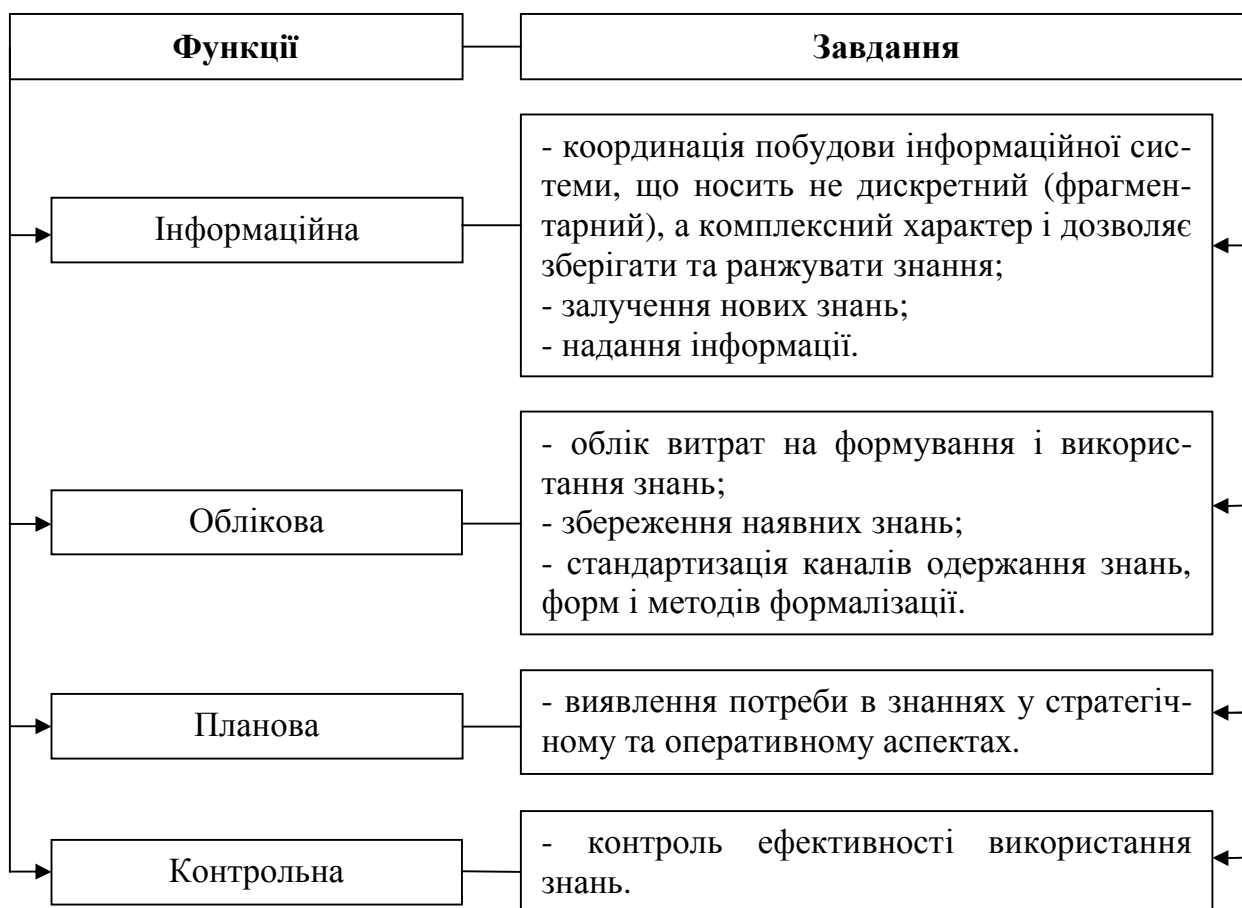 Функції
Завдання
Інформаційна
- координація побудови інформаційної сис-
теми, що носить не дискретний (фрагмен-
тарний), а комплексний характер і дозволяє
зберігати та ранжувати знання;
- залучення нових знань;
- надання інформації.
Облікова
- облік витрат на формування і викорис-
тання знань;
- збереження наявних знань;
- стандартизація каналів одержання знань,
форм і методів формалізації.
Планова
- виявлення потреби в знаннях у стратегіч-
ному та оперативному аспектах.
Контрольна
- контроль ефективності використання
знань.